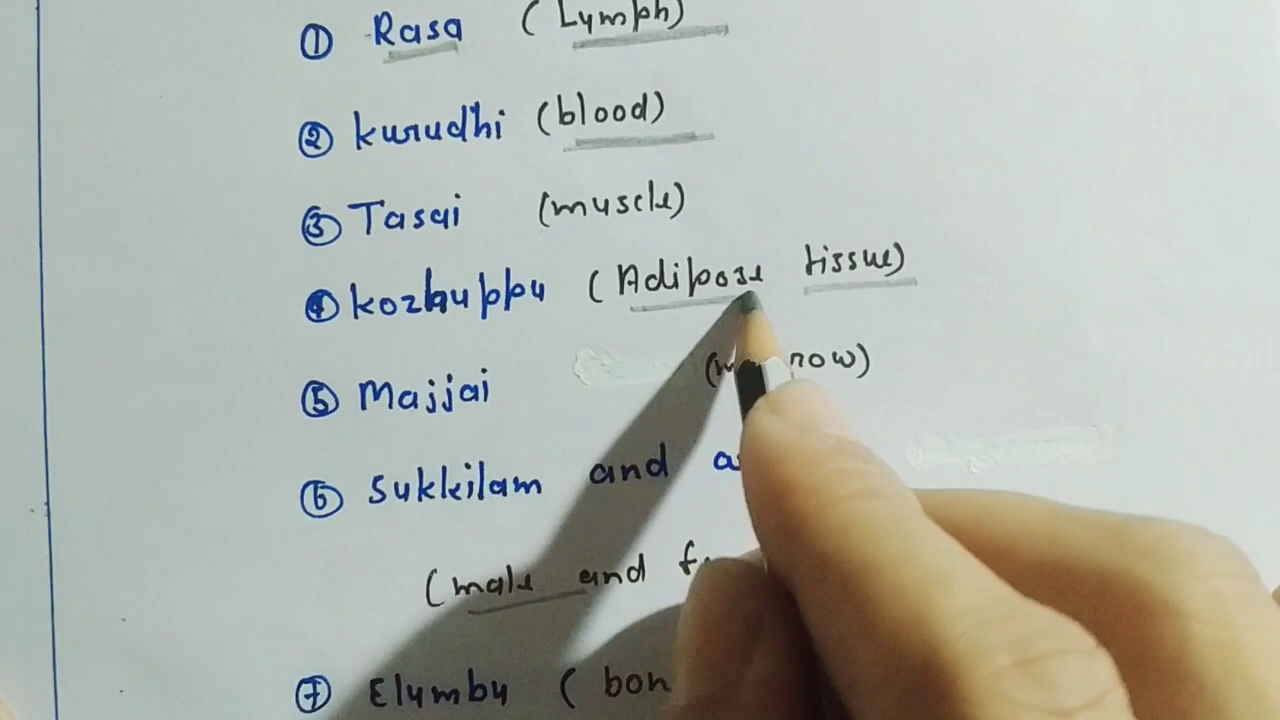 ① Rasa (Lymph)
② Kurudhi (blood)
③ Tasai (muscle)
④ Kozhuppu (Adipose tissue)
⑤ Majjai
⑥ Sukkilam and
(male and
⑦ Elumbu